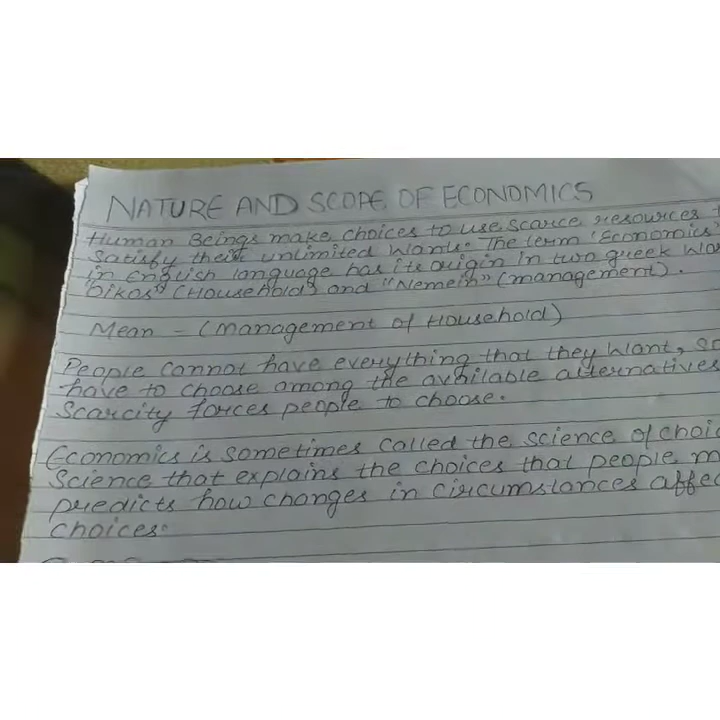 NATURE AND SCOPE OF ECONOMICS
Human Beings make choices to use scarce resources
satisfy their unlimited wants. The term 'Economics'
in English language has its origin in two greek
"oikos" (Household) and "Nemein" (management).
Mean - (management of Household)
People cannot have everything that they want,
have to choose among the available alternatives
Scarcity forces people to choose.
Economics is sometimes called the science of
Science that explains the choices that people
predicts how changes in circumstances
choices.